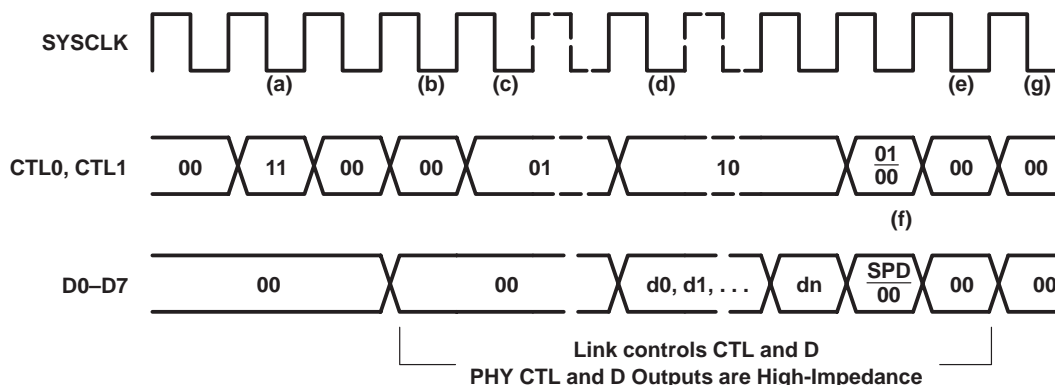 SYSCLK
(a) (b) (c) (d) (e) (g)
CTL0, CTL1 00 11 00 00 01 10 01 00 00 00
(f)
D0–D7 00 00 d0, d1, . . . dn SPD 00 00 00
Link controls CTL and D
PHY CTL and D Outputs are High-Impedance